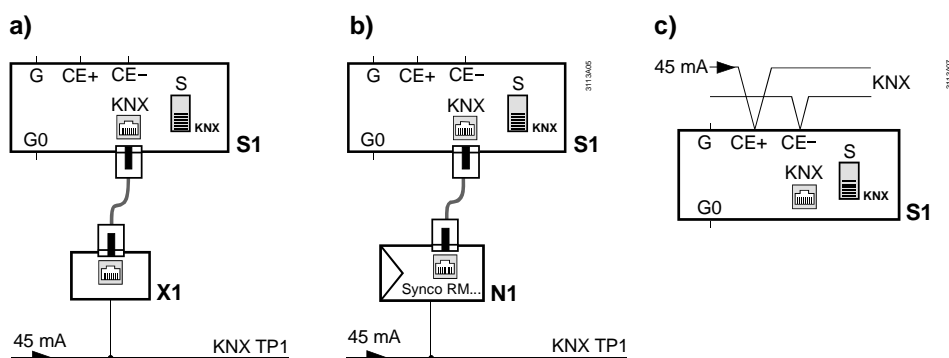 a)
G CE+ CE−
S
KNX
KNX
G0
S1
X1
45 mA
KNX TP1
b)
G CE+ CE−
S
KNX
KNX
G0
S1
3113A05
Synco RM...
N1
45 mA
KNX TP1
c)
45 mA
KNX
G CE+ CE−
S
KNX
KNX
G0
S1
3113A07